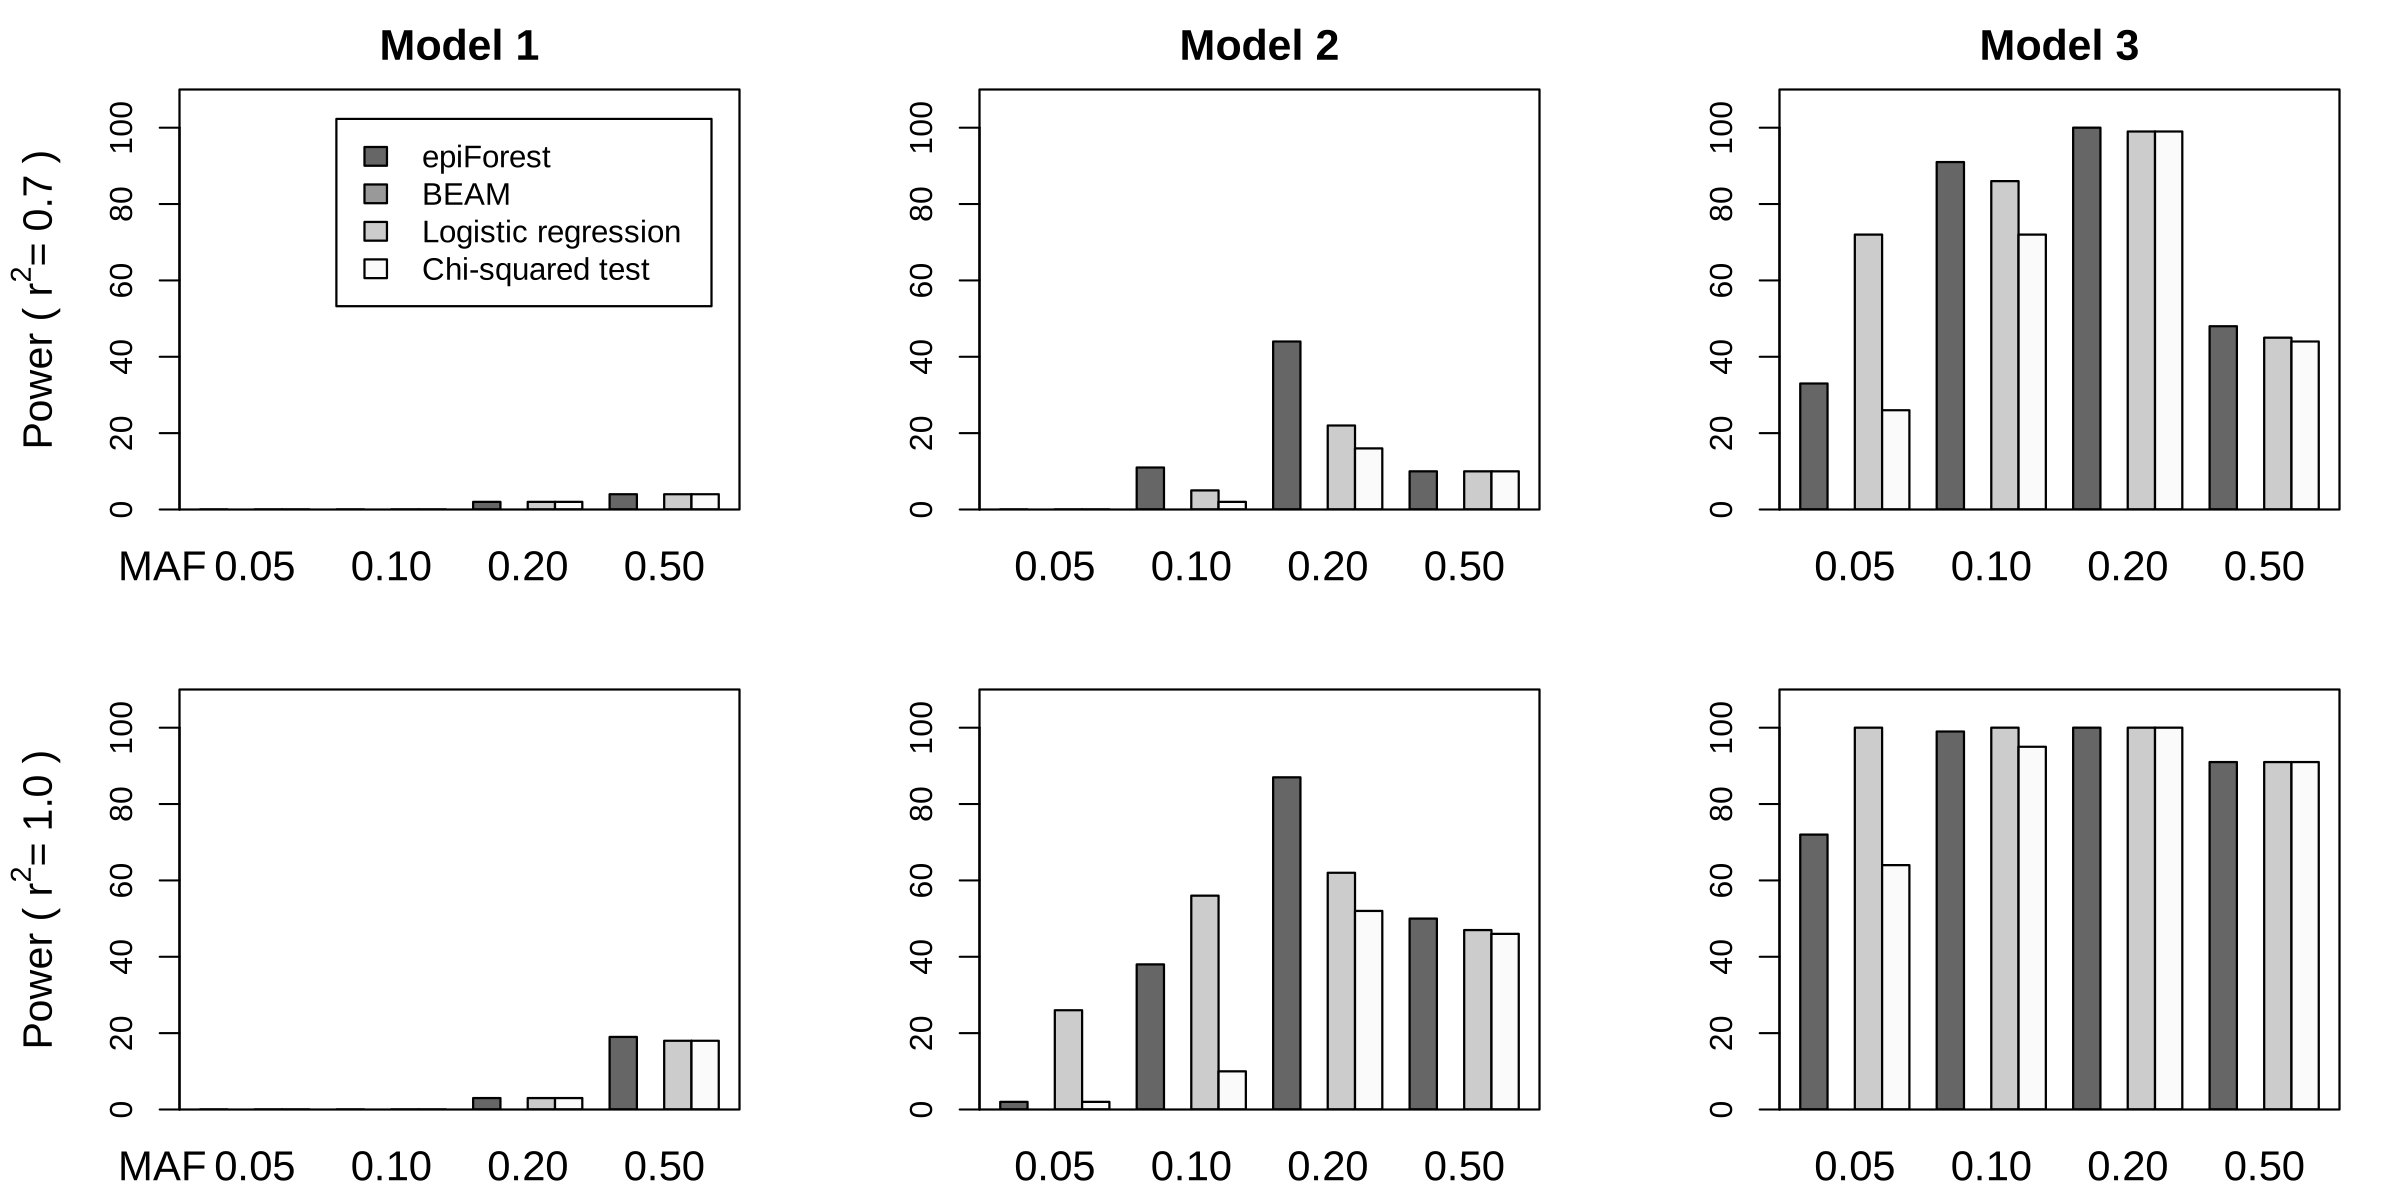 Model 1
Model 2
Model 3
Power ( r²= 0.7 )
100
80
60
40
20
0
epiForest
BEAM
Logistic regression
Chi-squared test
100
80
60
40
20
0
100
80
60
40
20
0
MAF 0.05 0.10 0.20 0.50
0.05 0.10 0.20 0.50
0.05 0.10 0.20 0.50
Power ( r²= 1.0 )
100
80
60
40
20
0
100
80
60
40
20
0
100
80
60
40
20
0
MAF 0.05 0.10 0.20 0.50
0.05 0.10 0.20 0.50
0.05 0.10 0.20 0.50